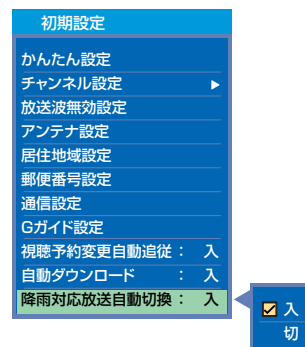 初期設定
かんたん設定
チャンネル設定 ▶
放送波無効設定
アンテナ設定
居住地域設定
郵便番号設定
通信設定
Gガイド設定
視聴予約変更自動追従： 入
自動ダウンロード ： 入
降雨対応放送自動切換： 入
入
切